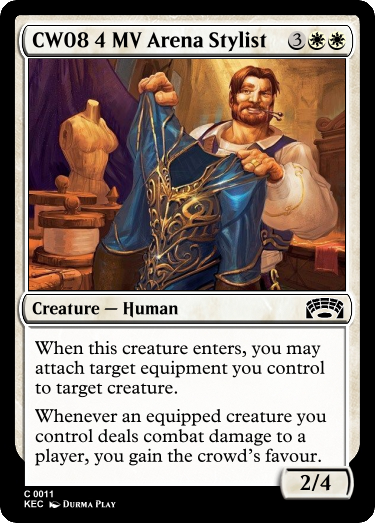 CW08 4 MV Arena Stylist 3
Creature — Human
When this creature enters, you may
attach target equipment you control
to target creature.
Whenever an equipped creature you
control deals combat damage to a
player, you gain the crowd's favour.
2/4
C 0011
KEC DURMA PLAY